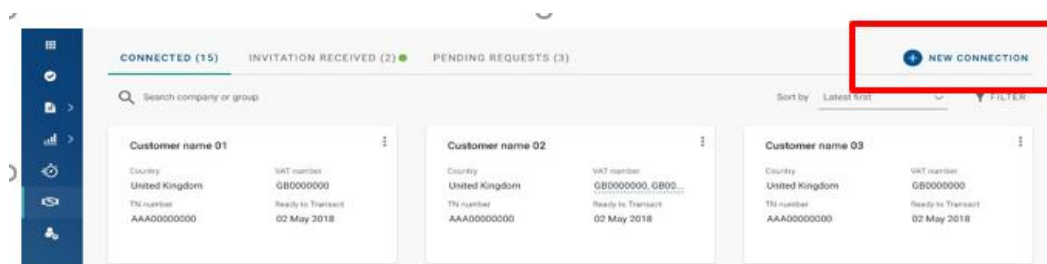 CONNECTED (15) INVITATION RECEIVED (2) PENDING REQUESTS (3) + NEW CONNECTION
Search company or group Sort by Latest first FILTER
Customer name 01 Customer name 02 Customer name 03
Country VAT number Country VAT number Country VAT number
United Kingdom GB0000000 United Kingdom GB0000000, GB00... United Kingdom GB0000000
TN number Ready to Transact TN number Ready to Transact TN number Ready to Transact
AAA00000000 02 May 2018 AAA00000000 02 May 2018 AAA00000000 02 May 2018